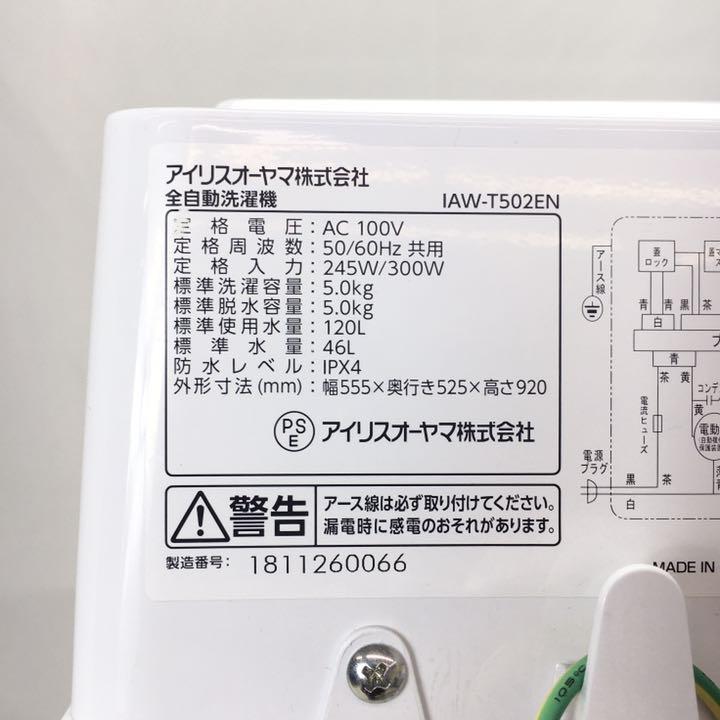 アイリスオーヤマ株式会社
全自動洗濯機 IAW-T502EN
定格電圧:AC 100V
定格周波数:50/60Hz 共用
定格入力:245W/300W
標準洗濯容量:5.0kg
標準脱水容量:5.0kg
標準使用水量:120L
標準水量:46L
防水レベル:IPX4
外形寸法(mm):幅555×奥行き525×高さ920
PS
E
アイリスオーヤマ株式会社
警告
アース線は必ず取り付けてください。
漏電時に感電のおそれがあります。
製造番号: 1811260066
アース線
蓋
ロック
青 青 黒 茶
白
青
茶 黄
コンデ
電流ヒューズ
黄
電動
電源
プラグ
黒 茶
白
MADE IN
105℃